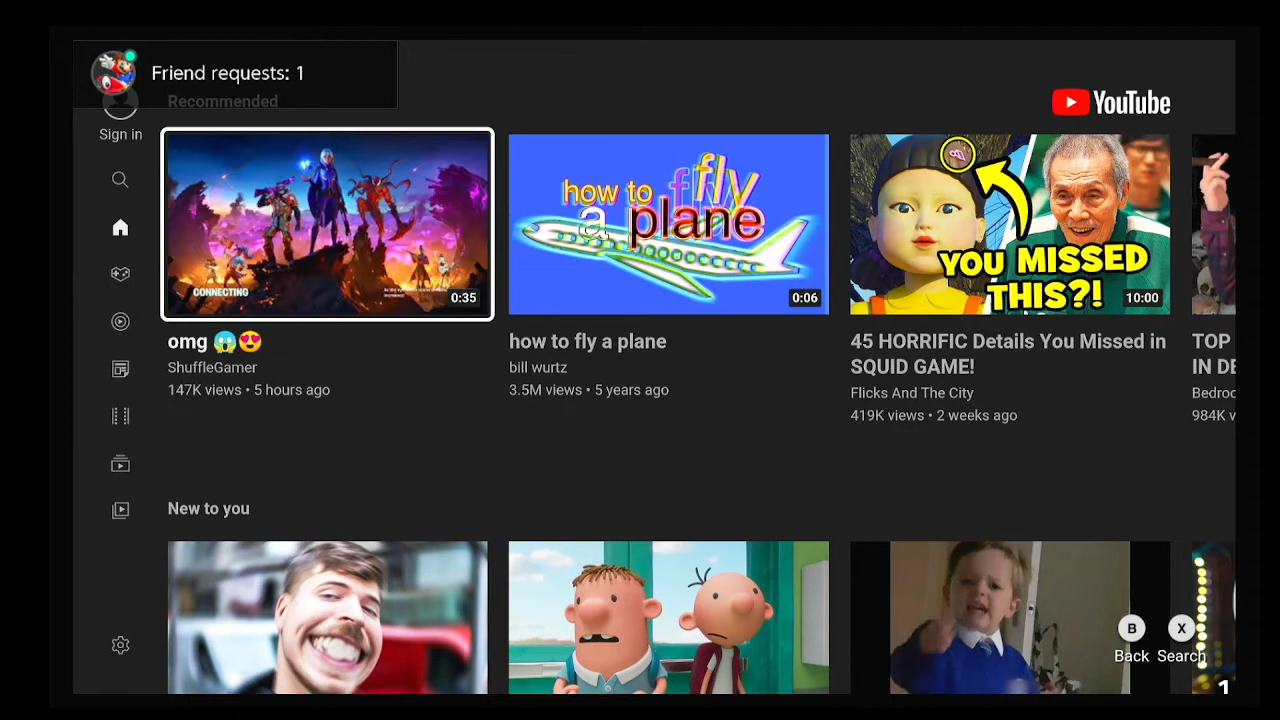 Friend requests: 1
Recommended
YouTube
Sign in
CONNECTING
0:35
how to fly
a plane
0:06
YOU MISSED
THIS?!
10:00
omg 😱😍
ShuffleGamer
147K views • 5 hours ago
how to fly a plane
bill wurtz
3.5M views • 5 years ago
45 HORRIFIC Details You Missed in
SQUID GAME!
Flicks And The City
419K views • 2 weeks ago
TOP
IN DE
Bedroo
984K v
New to you
B
X
Back
Search
1